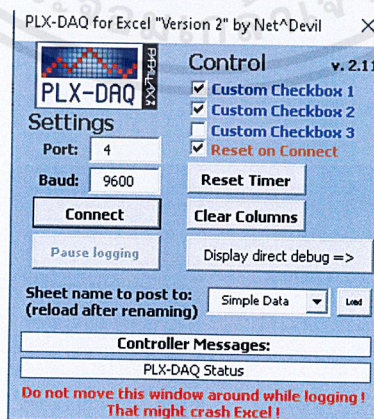 PLX-DAQ for Excel "Version 2" by Net^Devil
PLX-DAQ
PARALLAX
Control v. 2.11
Custom Checkbox 1
Custom Checkbox 2
Custom Checkbox 3
Reset on Connect
Settings
Port: 4
Baud: 9600
Reset Timer
Connect
Clear Columns
Pause logging
Display direct debug =>
Sheet name to post to:
(reload after renaming)
Simple Data
Load
Controller Messages:
PLX-DAQ Status
Do not move this window around while logging !
That might crash Excel !